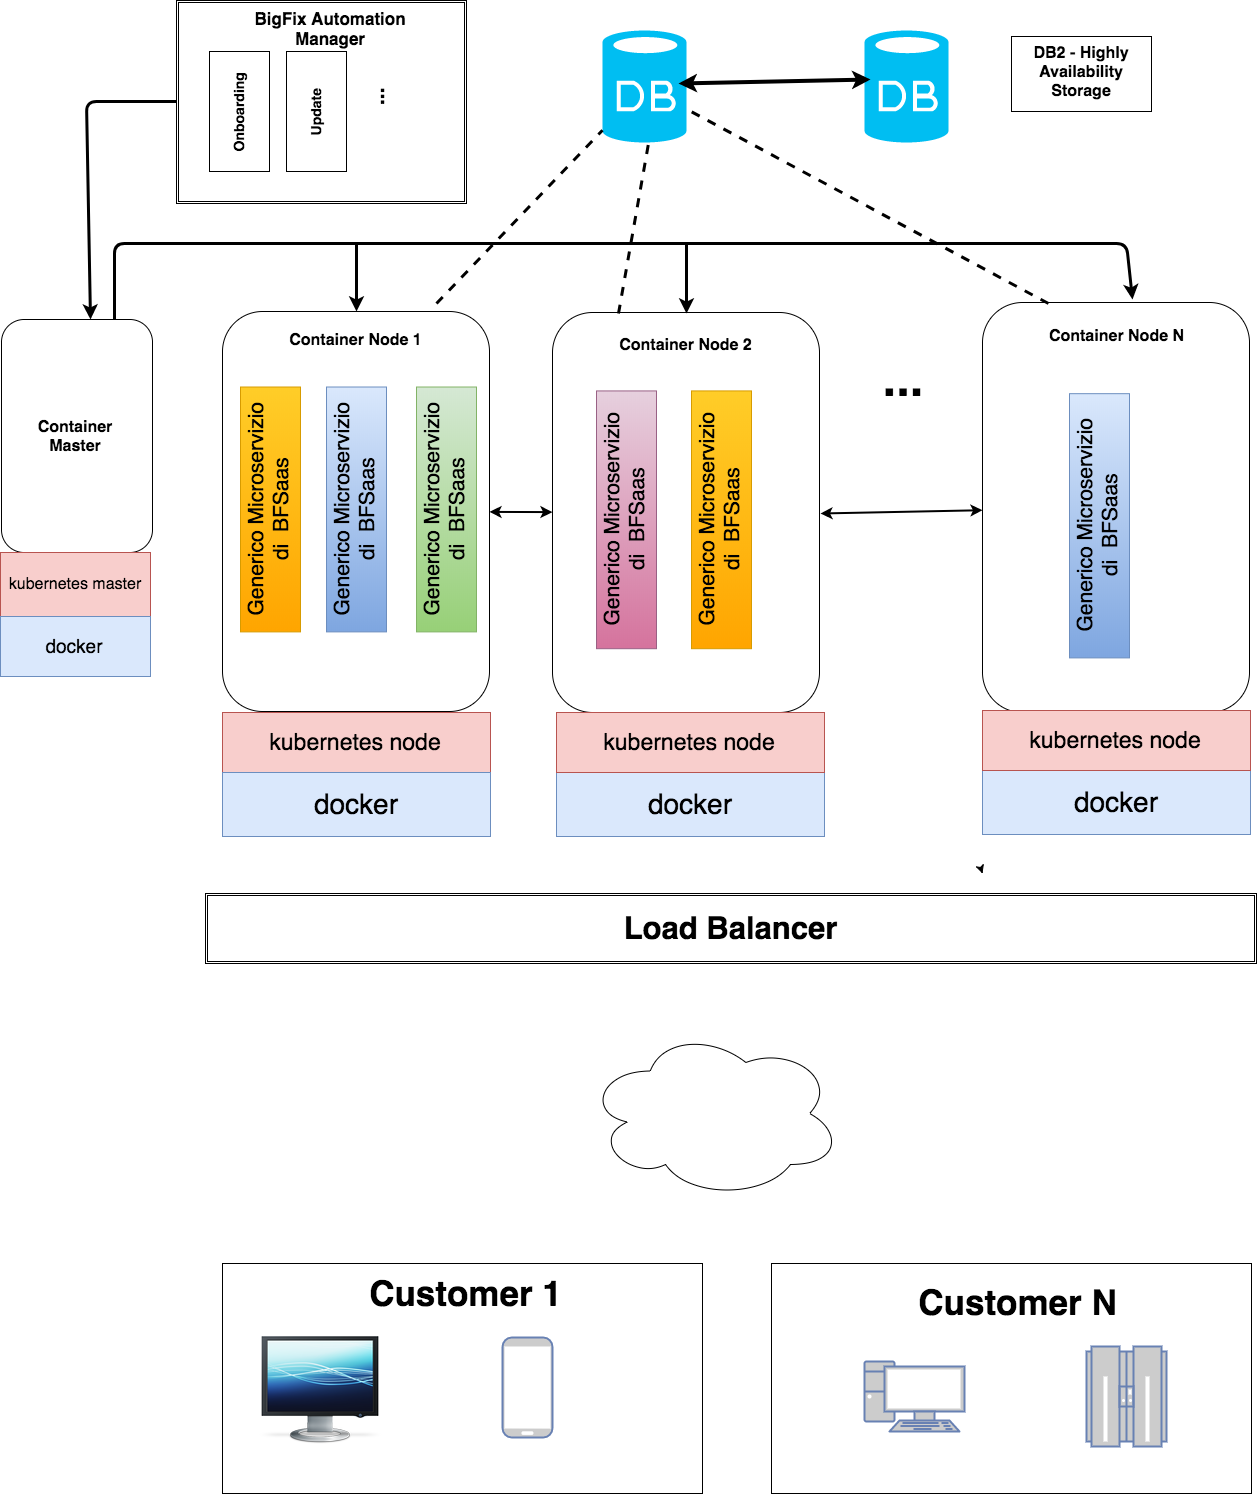 BigFix Automation
Manager
Onboarding
Update
...
DB
DB
DB2 - Highly
Availability
Storage
Container
Master
kubernetes master
docker
Container Node 1
Generico Microservizio
di BFSaas
Generico Microservizio
di BFSaas
Generico Microservizio
di BFSaas
kubernetes node
docker
Container Node 2
Generico Microservizio
di BFSaas
Generico Microservizio
di BFSaas
kubernetes node
docker
...
Container Node N
Generico Microservizio
di BFSaas
kubernetes node
docker
Load Balancer
Customer 1
Customer N